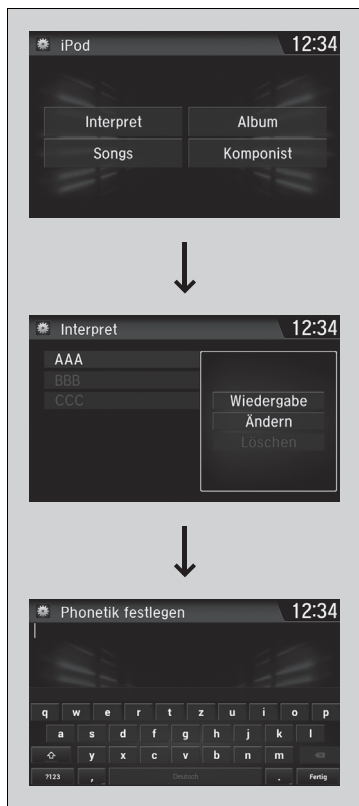 iPod 12:34
Interpret Album
Songs Komponist
Interpret 12:34
AAA
BBB
CCC
Wiedergabe
Ändern
Löschen
Phonetik festlegen 12:34
q w e r t z u i o p
a s d f g h j k l
y x c v b n m
?123 , Deutsch . Fertig